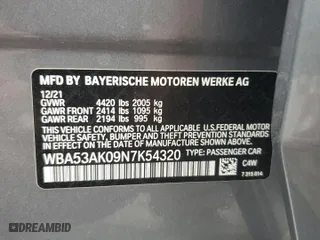 MFD BY BAYERISCHE MOTOREN WERKE AG
12/21
GVWR 4420 lbs 2005 kg
GAWR FRONT 2414 lbs 1095 kg
GAWR REAR 2194 lbs 995 kg
THIS VEHICLE CONFORMS TO ALL APPLICABLE
FEDERAL MOTOR VEHICLE SAFETY,
BUMPER, AND THEFT PREVENTION
STANDARDS IN EFFECT ON THE DATE
OF MANUFACTURE SHOWN ABOVE.
WBA53AK09N7K54320 TYPE: PASSENGER CAR
C4W
DREAMBID.COM